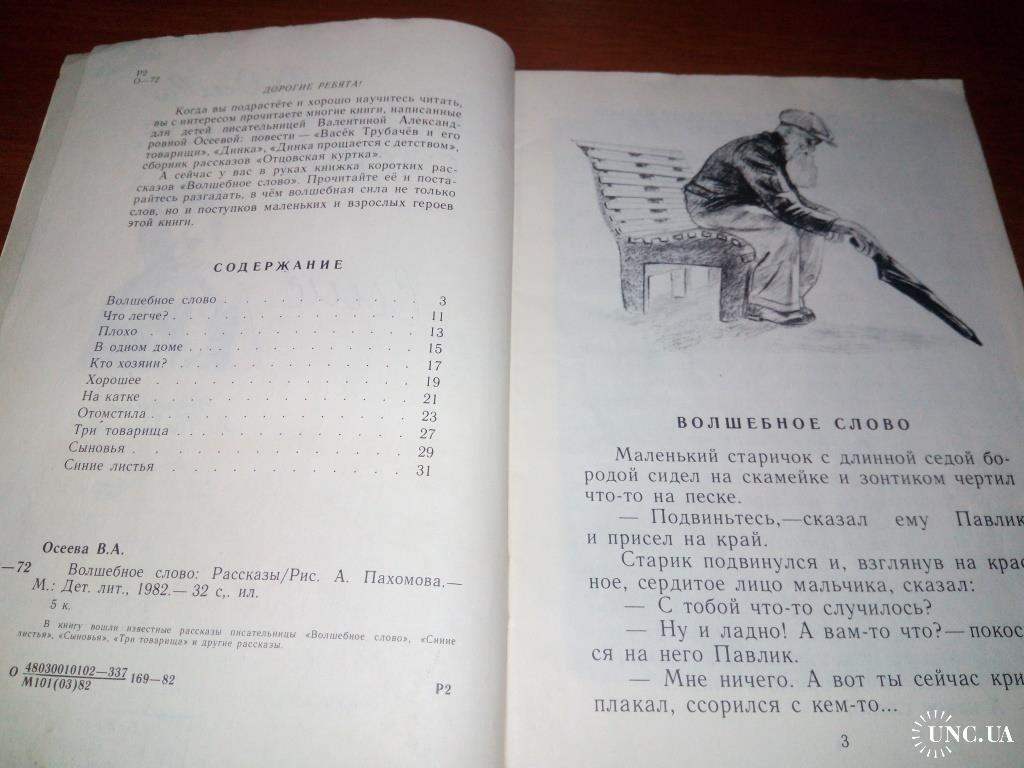 Р2
О—72
ДОРОГИЕ РЕБЯТА!
Когда вы подрастёте и хорошо научитесь читать,
вы с интересом прочитаете многие книги, написанные
для детей писательницей Валентиной Александ-
ровной Осеевой: повести — «Васёк Трубачёв и его
товарищи», «Динка», «Динка прощается с детством»,
сборник рассказов «Отцовская куртка».
А сейчас у вас в руках книжка коротких рас-
сказов «Волшебное слово». Прочитайте её и поста-
райтесь разгадать, в чём волшебная сила не только
слов, но и поступков маленьких и взрослых героев
этой книги.
СОДЕРЖАНИЕ
Волшебное слово . . . . . . . . . . 3
Что легче? . . . . . . . . . . . 11
Плохо . . . . . . . . . . . . 13
В одном доме . . . . . . . . . . 15
Кто хозяин? . . . . . . . . . . 17
Хорошее . . . . . . . . . . . 19
На катке . . . . . . . . . . . 21
Отомстила . . . . . . . . . . . 23
Три товарища . . . . . . . . . . 27
Сыновья . . . . . . . . . . . 29
Синие листья . . . . . . . . . . 31
Осеева В.А.
—72 Волшебное слово: Рассказы/Рис. А. Пахомова.—
М.: Дет. лит., 1982.— 32 с,. ил.
5 к.
В книгу вошли известные рассказы писательницы «Волшебное слово», «Синие
листья», «Сыновья», «Три товарища» и другие рассказы.
О 48030010102—337 169—82
М101(03)82
Р2
ВОЛШЕБНОЕ СЛОВО
Маленький старичок с длинной седой бо-
родой сидел на скамейке и зонтиком чертил
что-то на песке.
— Подвиньтесь,—сказал ему Павлик
и присел на край.
Старик подвинулся и, взглянув на крас
ное, сердитое лицо мальчика, сказал:
— С тобой что-то случилось?
— Ну и ладно! А вам-то что?—покос
ся на него Павлик.
— Мне ничего. А вот ты сейчас кри
плакал, ссорился с кем-то...
3
UNC.UA